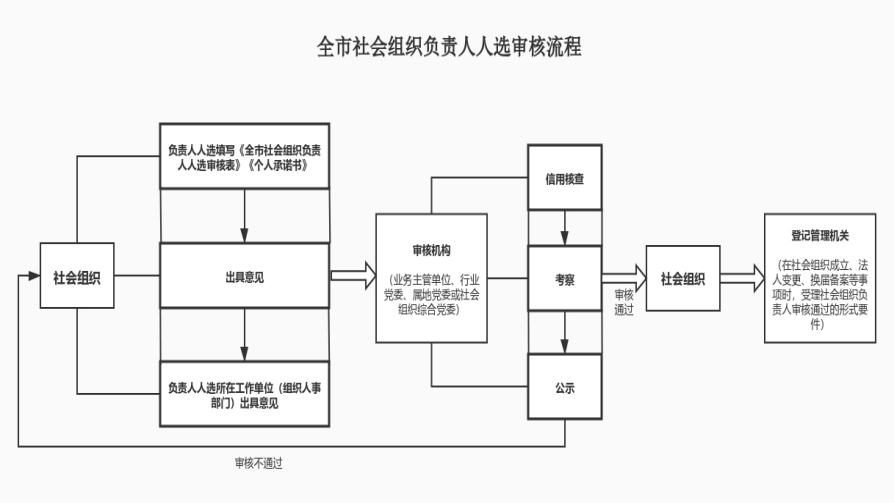 全市社会组织负责人人选审核流程
负责人人选填写《全市社会组织负责
人人选审核表》《个人承诺书》
社会组织
出具意见
负责人人选所在工作单位（组织人事
部门）出具意见
审核机构
（业务主管单位、行业
党委、属地党委或社会
组织综合党委）
信用核查
考察
公示
审核
通过
社会组织
登记管理机关
（在社会组织成立、法
人变更、换届备案等事
项时，受理社会组织负
责人审核通过的形式要
件）
审核不通过